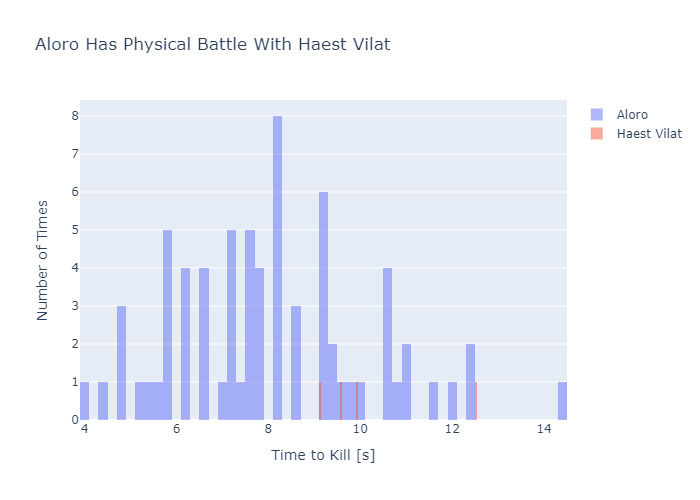 Aloro Has Physical Battle With Haest Vilat
Aloro
Haest Vilat
8
7
6
5
4
3
2
1
0
4 6 8 10 12 14
Number of Times
Time to Kill [s]